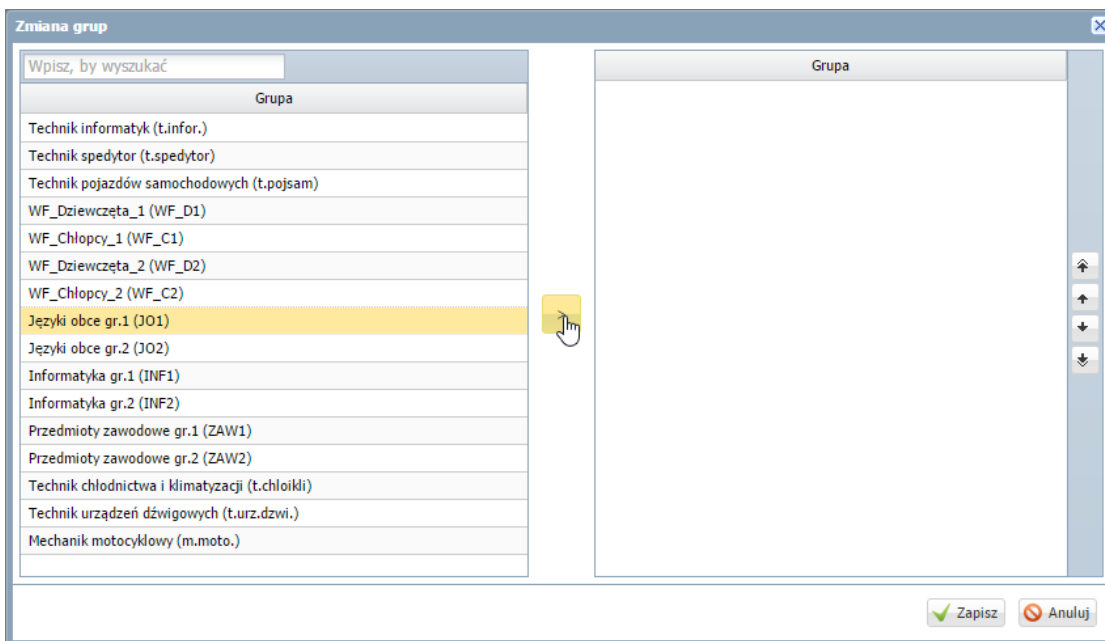 Zmiana grup
Wpisz, by wyszukać
Grupa
Technik informatyk (t.infor.)
Technik spedytor (t.spedytor)
Technik pojazdów samochodowych (t.pojsam)
WF_Dziewczęta_1 (WF_D1)
WF_Chłopcy_1 (WF_C1)
WF_Dziewczęta_2 (WF_D2)
WF_Chłopcy_2 (WF_C2)
Języki obce gr.1 (JO1)
Języki obce gr.2 (JO2)
Informatyka gr.1 (INF1)
Informatyka gr.2 (INF2)
Przedmioty zawodowe gr.1 (ZAW1)
Przedmioty zawodowe gr.2 (ZAW2)
Technik chłodnictwa i klimatyzacji (t.chloikli)
Technik urządzeń dźwigowych (t.urz.dzwi.)
Mechanik motocyklowy (m.moto.)
>
Grupa
Zapisz
Anuluj